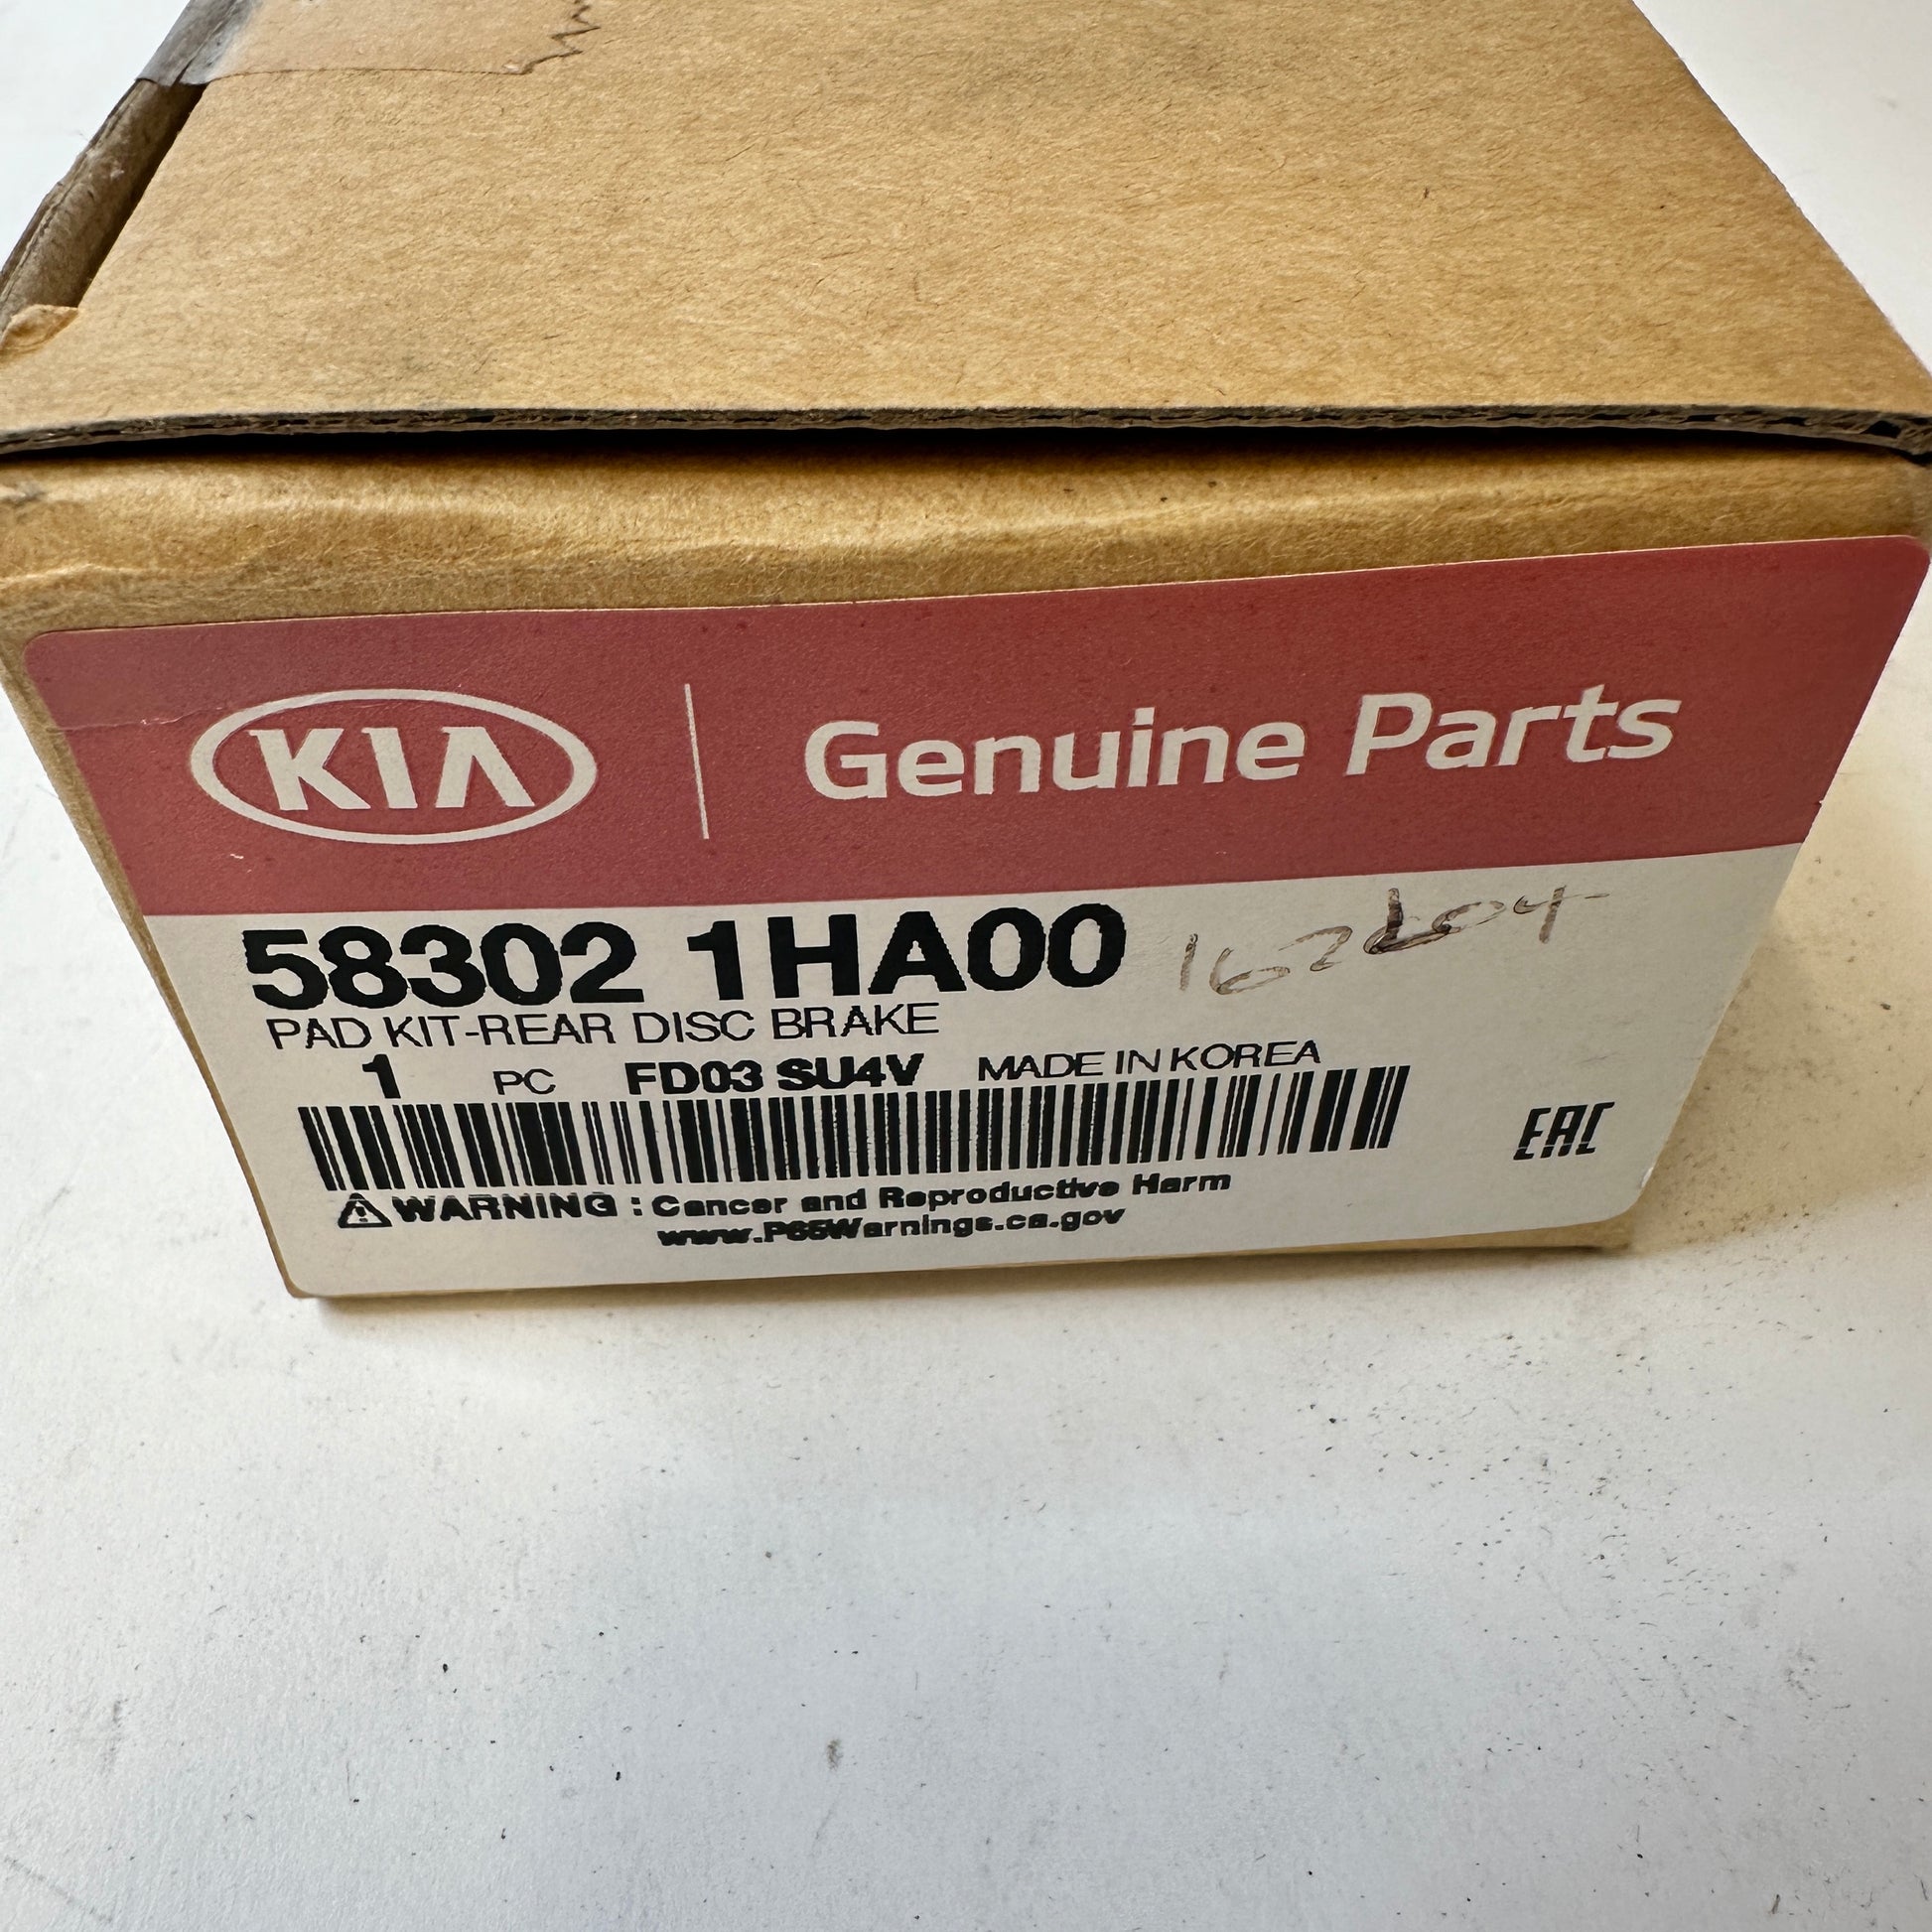 KIA Genuine Parts
58302 1HA00 162604
PAD KIT-REAR DISC BRAKE
1 PC FD03 SU4V MADE IN KOREA
WARNING : Cancer and Reproductive Harm
www.P65Warnings.ca.gov
EAC